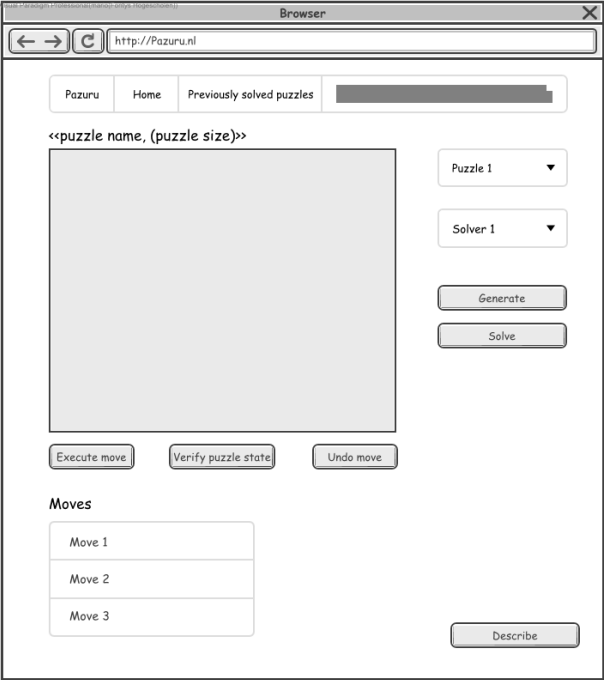 Browser
http://Pazuru.nl
Pazuru Home Previously solved puzzles
<<puzzle name, (puzzle size)>>
Puzzle 1
Solver 1
Generate
Solve
Execute move Verify puzzle state Undo move
Moves
Move 1
Move 2
Move 3
Describe